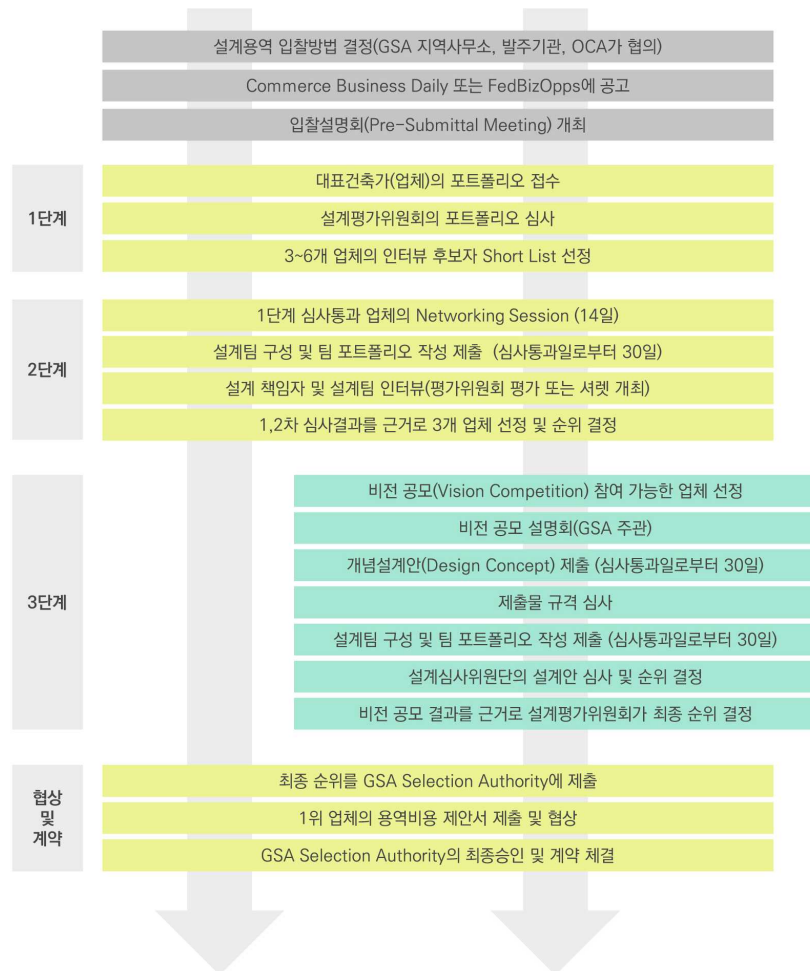 설계용역 입찰방법 결정(GSA 지역사무소, 발주기관, OCA가 협의)
Commerce Business Daily 또는 FedBizOpps에 공고
입찰설명회(Pre-Submittal Meeting) 개최
1단계
대표건축가(업체)의 포트폴리오 접수
설계평가위원회의 포트폴리오 심사
3~6개 업체의 인터뷰 후보자 Short List 선정
2단계
1단계 심사통과 업체의 Networking Session (14일)
설계팀 구성 및 팀 포트폴리오 작성 제출 (심사통과일로부터 30일)
설계 책임자 및 설계팀 인터뷰(평가위원회 평가 또는 셔렛 개최)
1,2차 심사결과를 근거로 3개 업체 선정 및 순위 결정
3단계
비전 공모(Vision Competition) 참여 가능한 업체 선정
비전 공모 설명회(GSA 주관)
개념설계안(Design Concept) 제출 (심사통과일로부터 30일)
제출물 규격 심사
설계팀 구성 및 팀 포트폴리오 작성 제출 (심사통과일로부터 30일)
설계심사위원단의 설계안 심사 및 순위 결정
비전 공모 결과를 근거로 설계평가위원회가 최종 순위 결정
협상
및
계약
최종 순위를 GSA Selection Authority에 제출
1위 업체의 용역비용 제안서 제출 및 협상
GSA Selection Authority의 최종승인 및 계약 체결